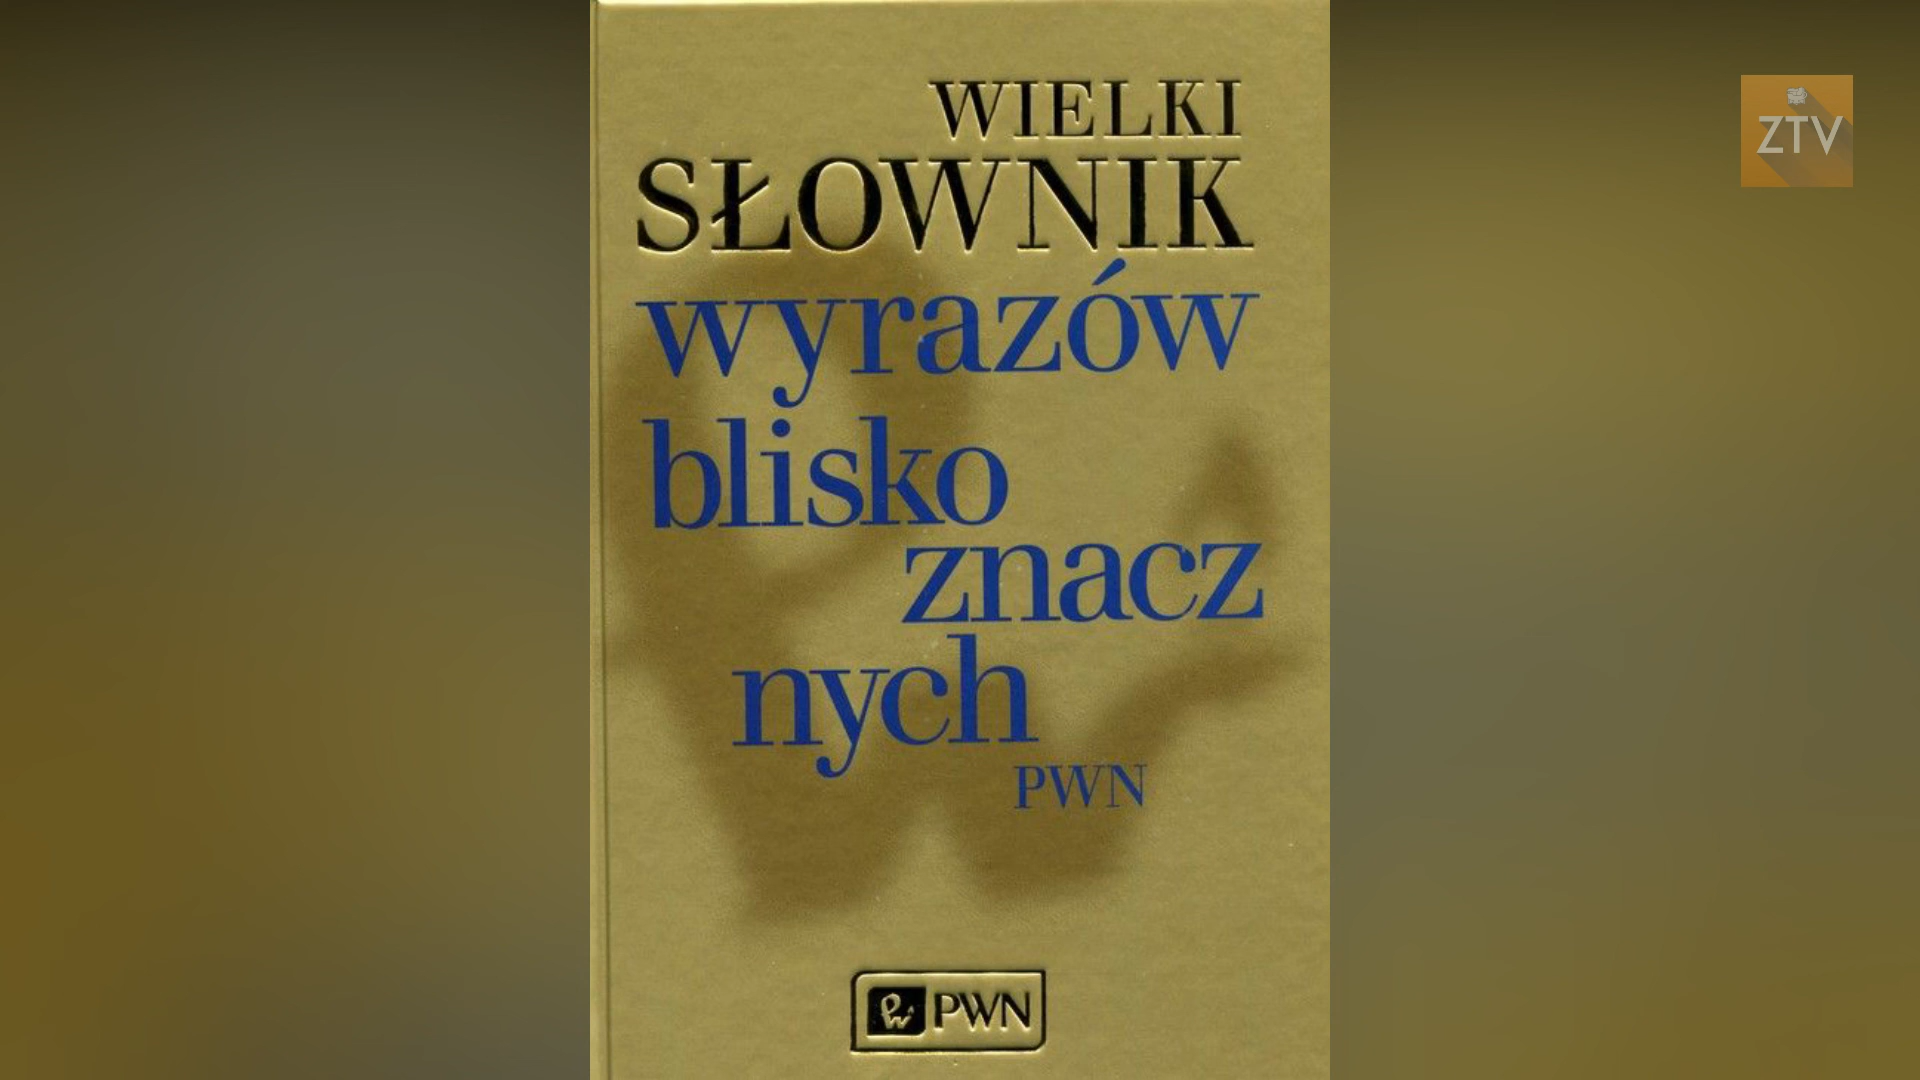 WIELKI
SŁOWNIK
wyrazów
blisko
znacz
nych
PWN
PWN
ZTV